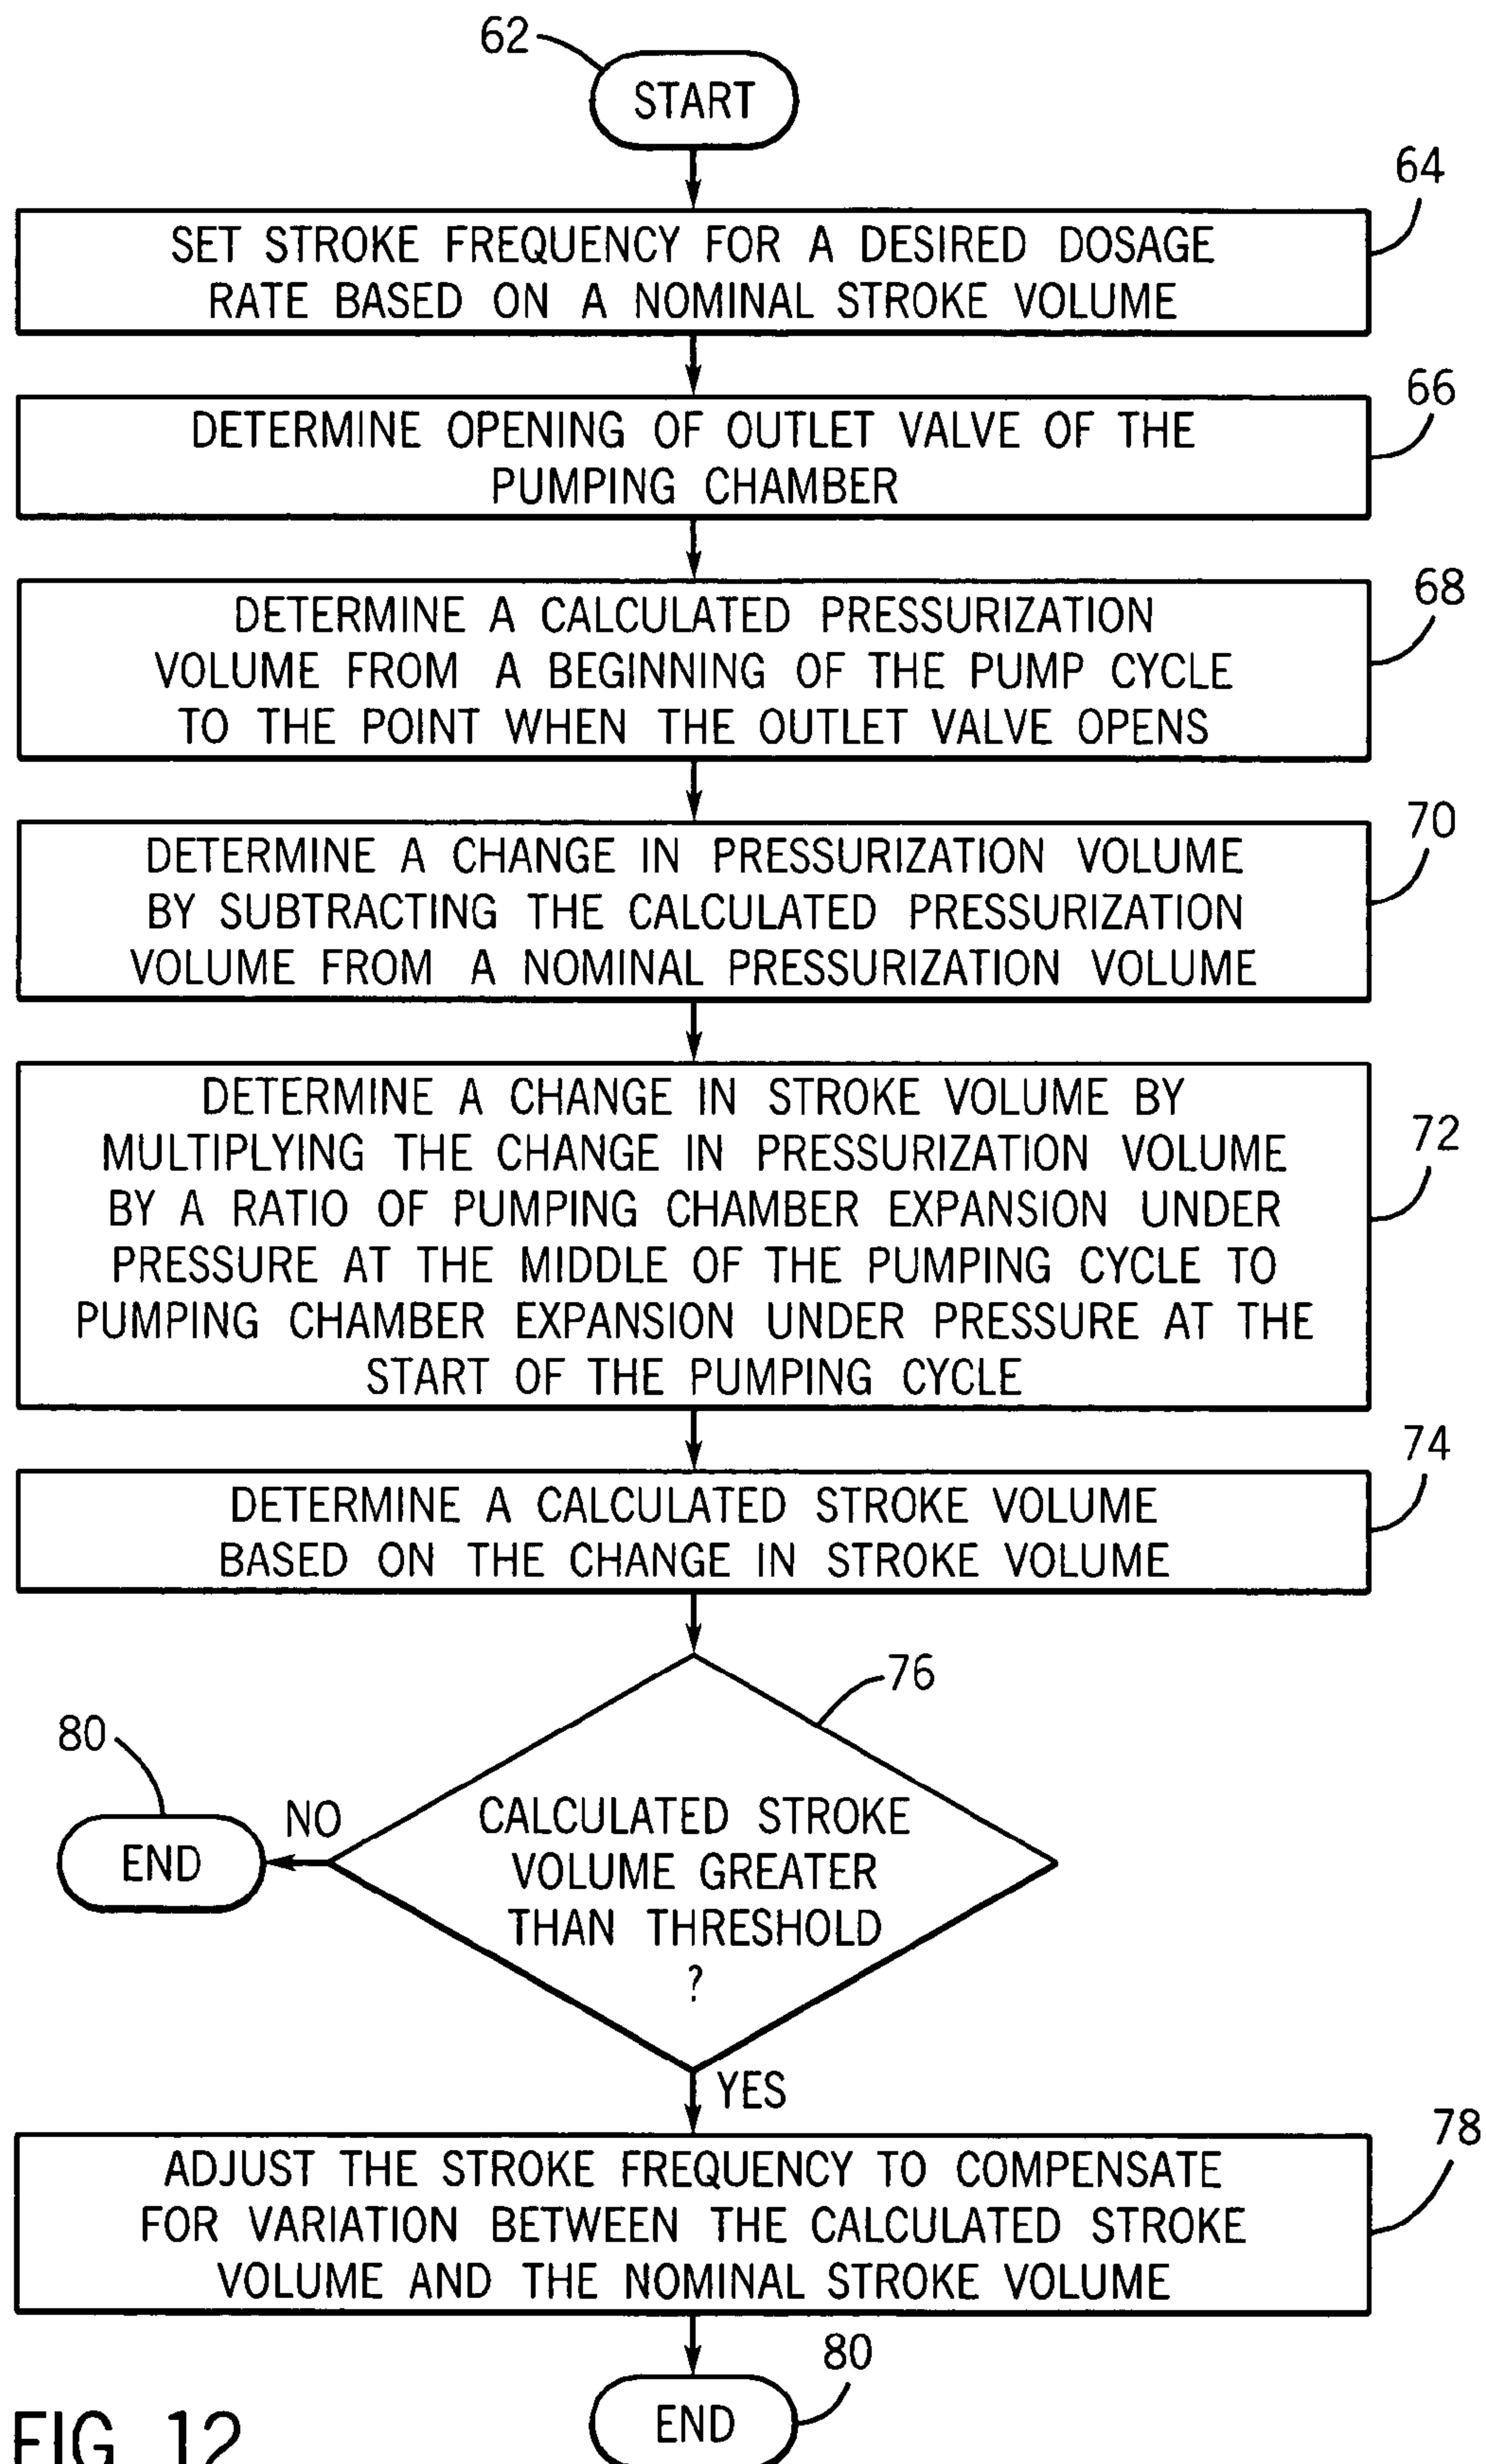 62
START
64
SET STROKE FREQUENCY FOR A DESIRED DOSAGE
RATE BASED ON A NOMINAL STROKE VOLUME
66
DETERMINE OPENING OF OUTLET VALVE OF THE
PUMPING CHAMBER
68
DETERMINE A CALCULATED PRESSURIZATION
VOLUME FROM A BEGINNING OF THE PUMP CYCLE
TO THE POINT WHEN THE OUTLET VALVE OPENS
70
DETERMINE A CHANGE IN PRESSURIZATION VOLUME
BY SUBTRACTING THE CALCULATED PRESSURIZATION
VOLUME FROM A NOMINAL PRESSURIZATION VOLUME
72
DETERMINE A CHANGE IN STROKE VOLUME BY
MULTIPLYING THE CHANGE IN PRESSURIZATION VOLUME
BY A RATIO OF PUMPING CHAMBER EXPANSION UNDER
PRESSURE AT THE MIDDLE OF THE PUMPING CYCLE TO
PUMPING CHAMBER EXPANSION UNDER PRESSURE AT THE
START OF THE PUMPING CYCLE
74
DETERMINE A CALCULATED STROKE VOLUME
BASED ON THE CHANGE IN STROKE VOLUME
76
80
END
NO
CALCULATED STROKE
VOLUME GREATER
THAN THRESHOLD
?
YES
78
ADJUST THE STROKE FREQUENCY TO COMPENSATE
FOR VARIATION BETWEEN THE CALCULATED STROKE
VOLUME AND THE NOMINAL STROKE VOLUME
80
END
FIG. 12